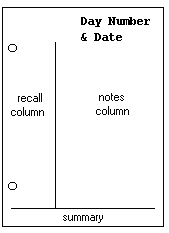 Day Number
& Date
recall
column
notes
column
summary